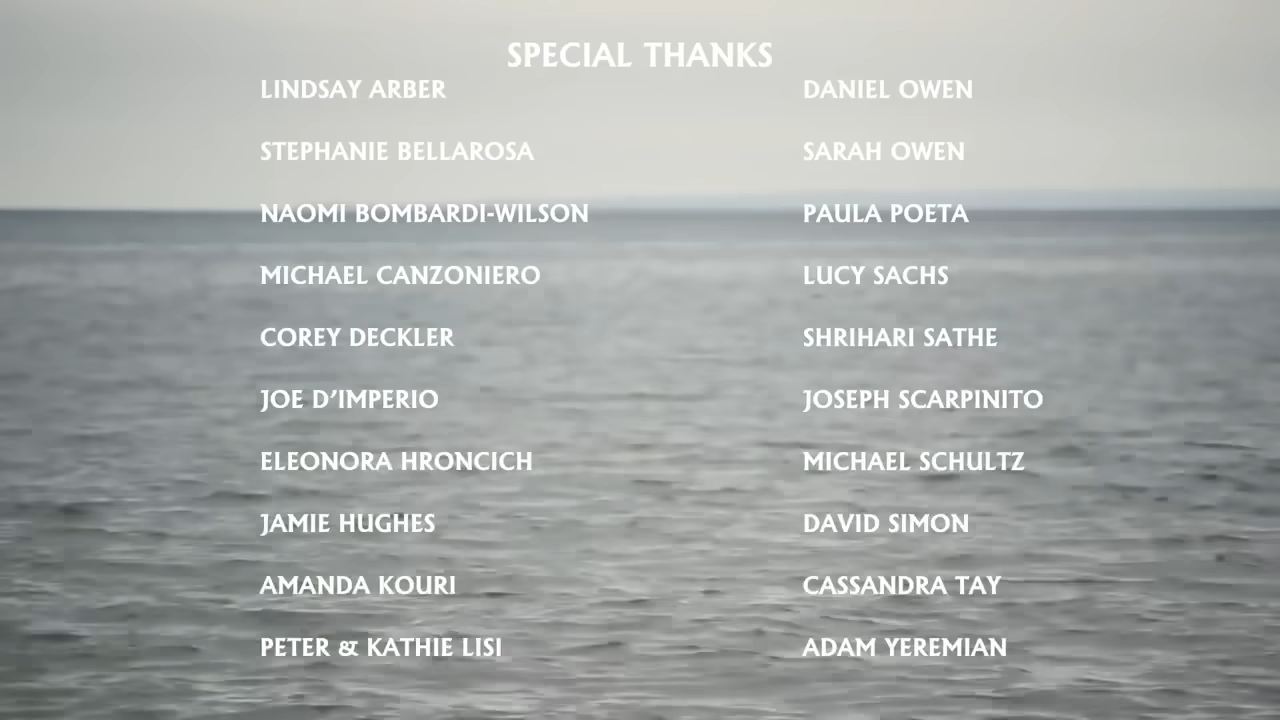 SPECIAL THANKS
LINDSAY ARBER
STEPHANIE BELLAROSA
NAOMI BOMBARDI-WILSON
MICHAEL CANZONIERO
COREY DECKLER
JOE D’IMPERIO
ELEONORA HRONCICH
JAMIE HUGHES
AMANDA KOURI
PETER & KATHIE LISI
DANIEL OWEN
SARAH OWEN
PAULA POETA
LUCY SACHS
SHRIHARI SATHE
JOSEPH SCARPINITO
MICHAEL SCHULTZ
DAVID SIMON
CASSANDRA TAY
ADAM YEREMIAN